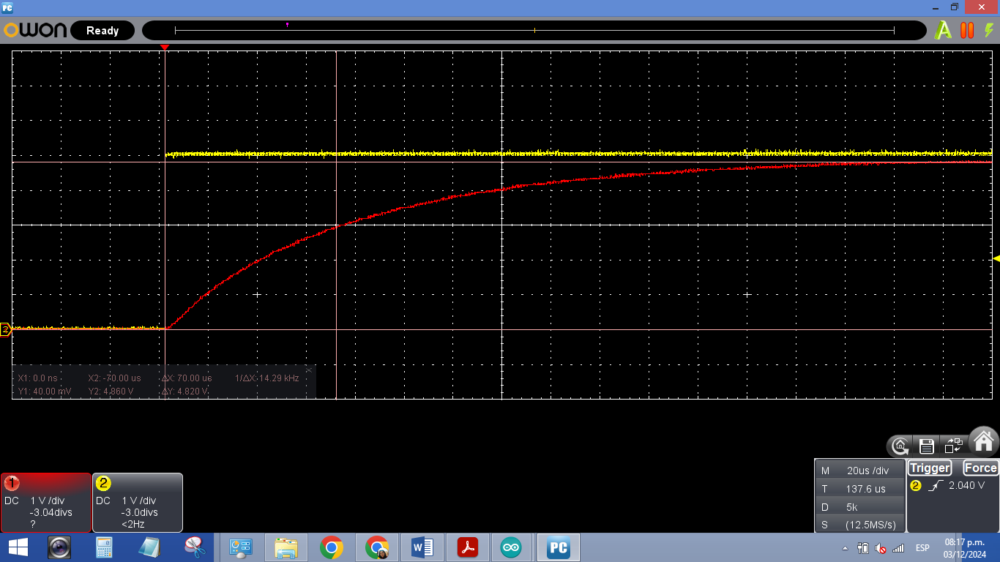 PC
OWON
Ready
A
2
X1: 0.0 ns X2: -70.00 us ΔX: 70.00 us 1/ΔX: 14.29 kHz
Y1: 40.00 mV Y2: 4.860 V ΔY: 4.820 V
M 20us /div
T 137.6 us
D 5k
S (12.5MS/s)
Trigger Force
2 2.040 V
1
DC 1 V /div
-3.04divs
?
2
DC 1 V /div
-3.0divs
<2Hz
W
PC
ESP
08:17 p.m.
03/12/2024